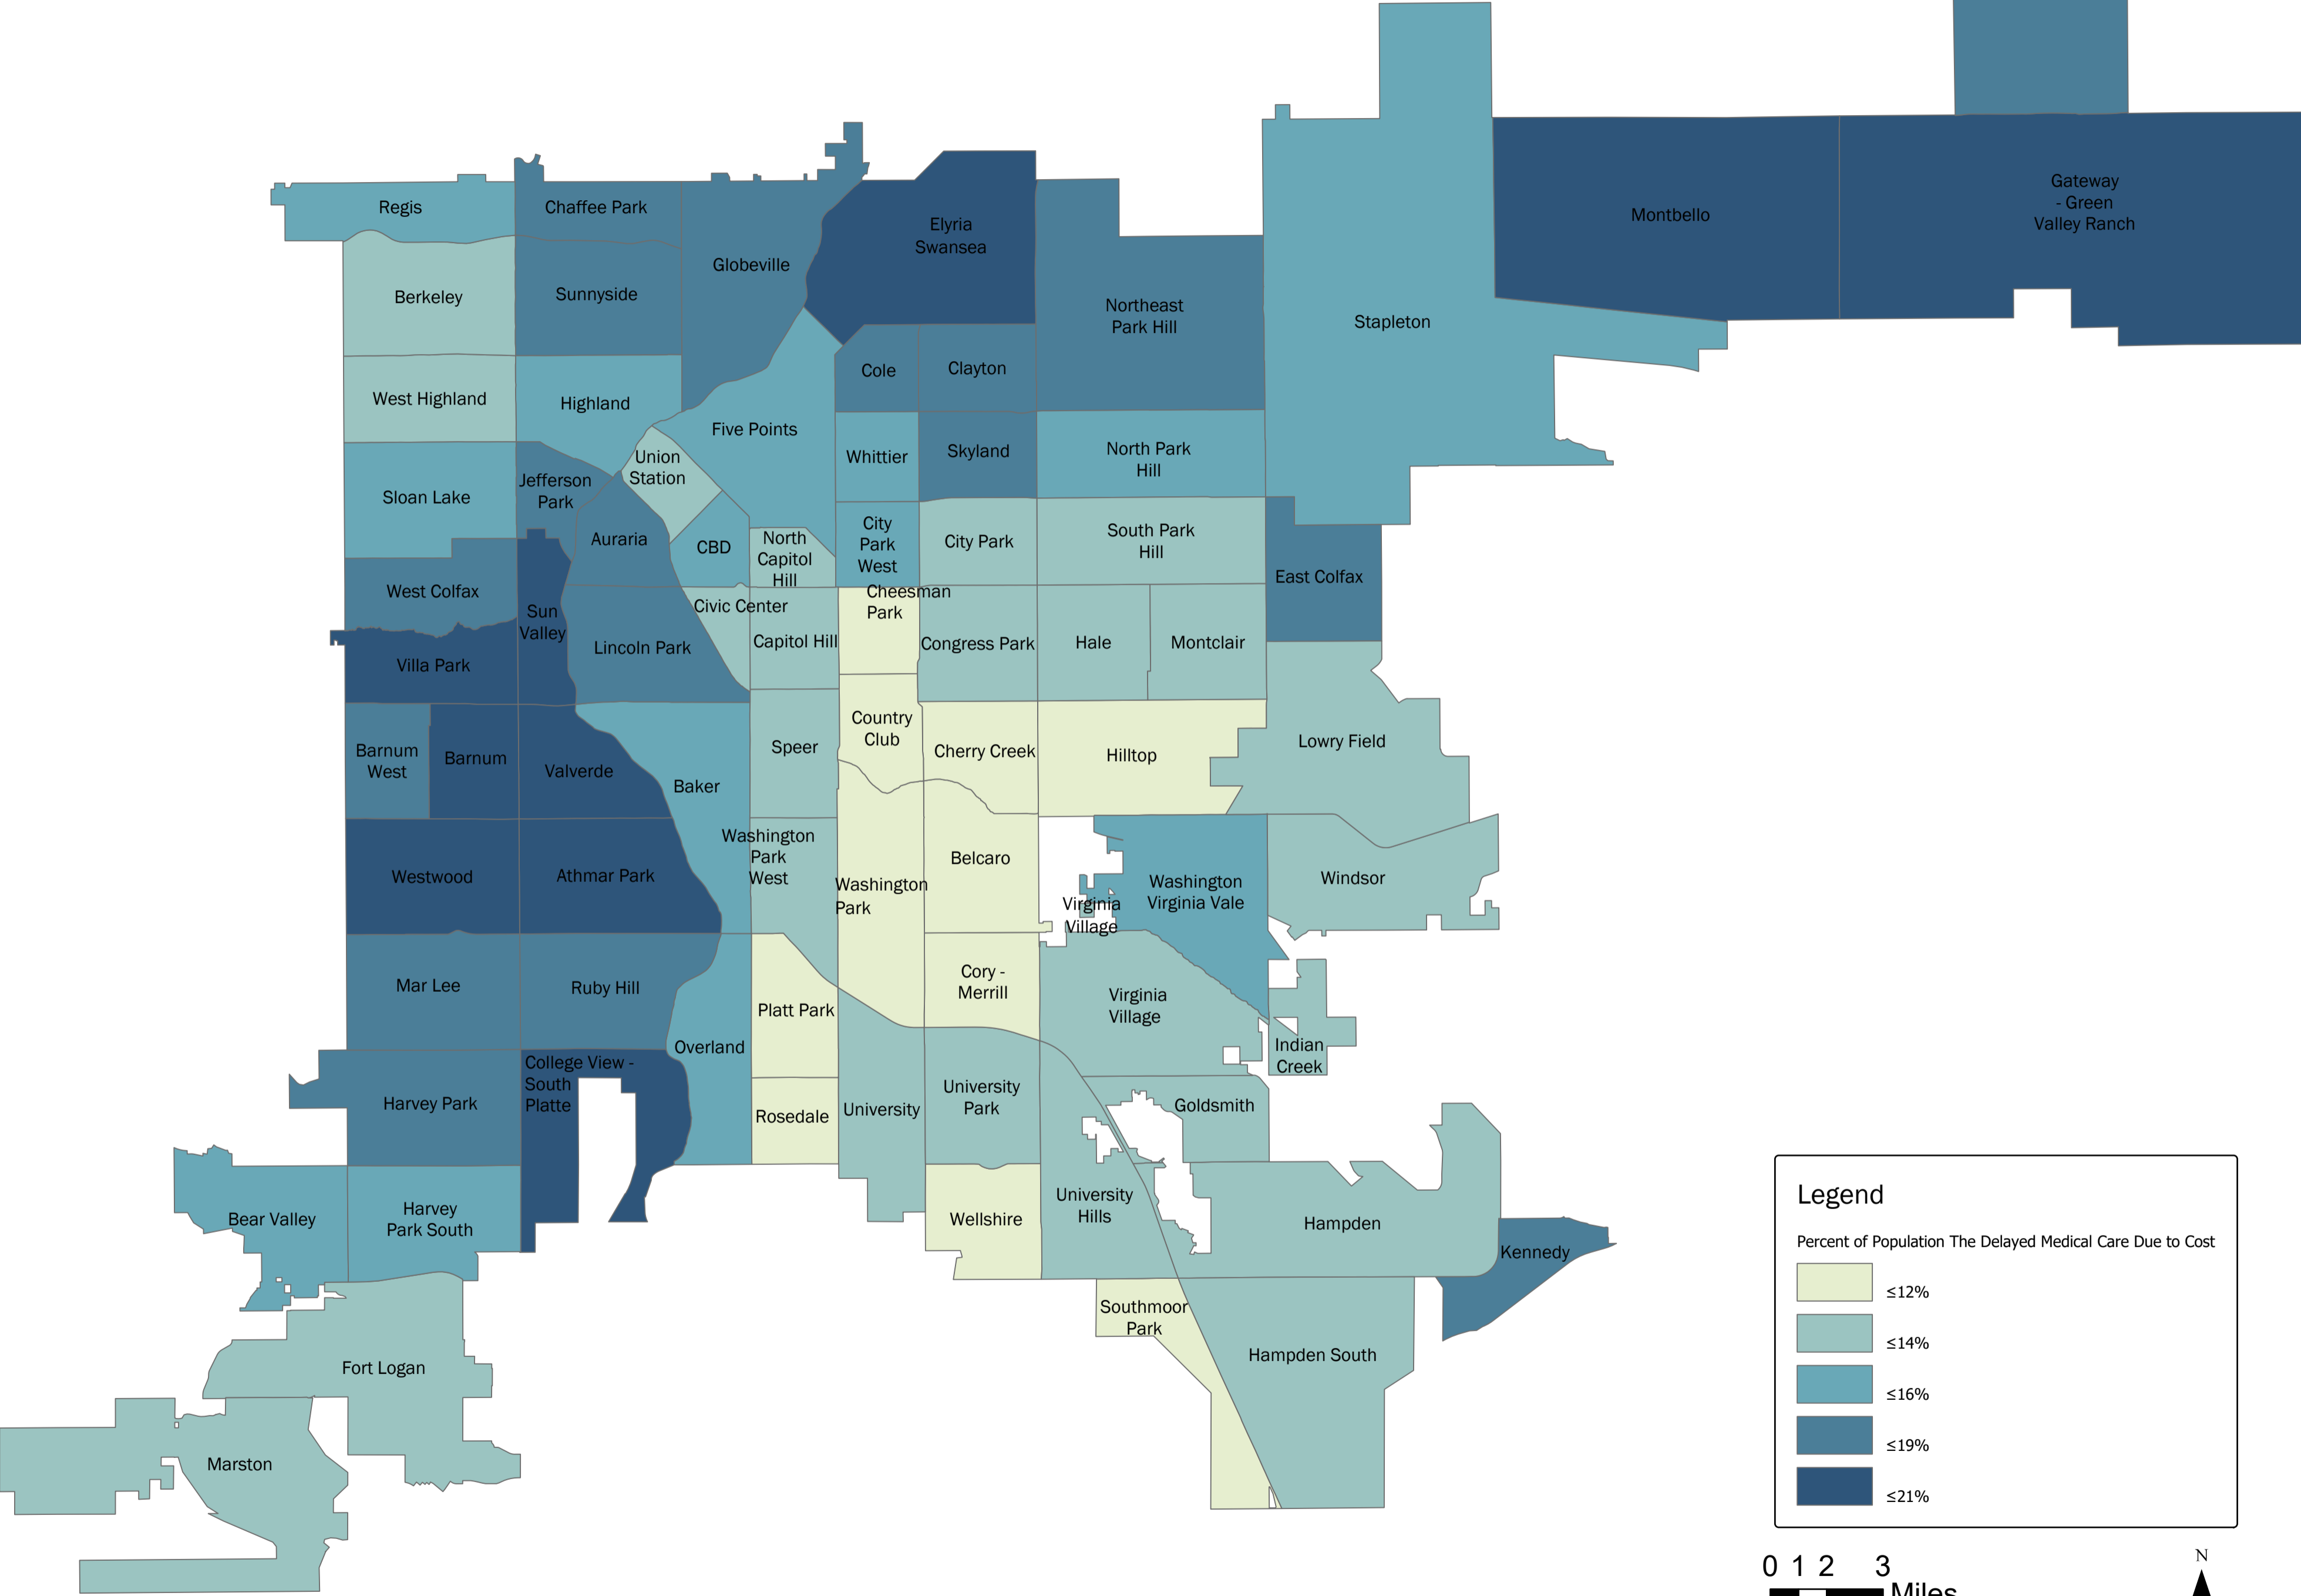 Gateway
- Green
Valley Ranch
Montbello
Regis
Chaffee Park
Elyria
Swansea
Globeville
Berkeley
Sunnyside
Northeast
Park Hill
Stapleton
Cole
Clayton
West Highland
Highland
Five Points
Union
Station
Whittier
Skyland
North Park
Hill
Sloan Lake
Jefferson
Park
Auraria
CBD
North
Capitol
Hill
City
Park
West
City Park
South Park
Hill
East Colfax
West Colfax
Sun
Valley
Civic Center
Cheesman
Park
Villa Park
Lincoln Park
Capitol Hill
Congress Park
Hale
Montclair
Barnum
West
Barnum
Valverde
Baker
Speer
Country
Club
Cherry Creek
Hilltop
Lowry Field
Westwood
Athmar Park
Washington
Park
West
Washington
Park
Belcaro
Virginia
Village
Washington
Virginia Vale
Windsor
Mar Lee
Ruby Hill
Platt Park
Cory -
Merrill
Virginia
Village
Indian
Creek
Overland
College View -
South
Platte
Harvey Park
Rosedale
University
University
Park
Goldsmith
Bear Valley
Harvey
Park South
Wellshire
University
Hills
Hampden
Kennedy
Southmoor
Park
Hampden South
Fort Logan
Marston
Legend
Percent of Population The Delayed Medical Care Due to Cost
≤12%
≤14%
≤16%
≤19%
≤21%
0 1 2 3
Miles
N